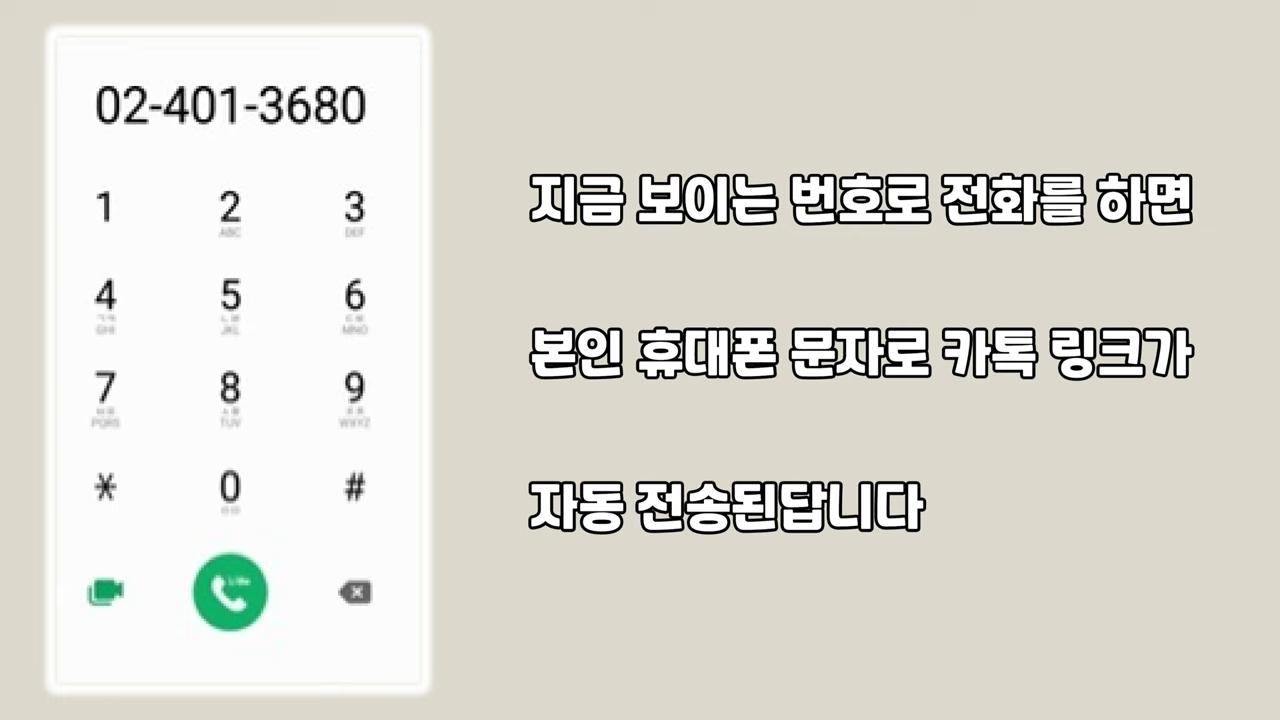 02-401-3680
지금 보이는 번호로 전화를 하면
본인 휴대폰 문자로 카톡 링크가
자동 전송된답니다
1 2 3
ABC DEF
4 5 6
GHI JKL MNO
7 8 9
PQRS TUV WXYZ
* 0 #